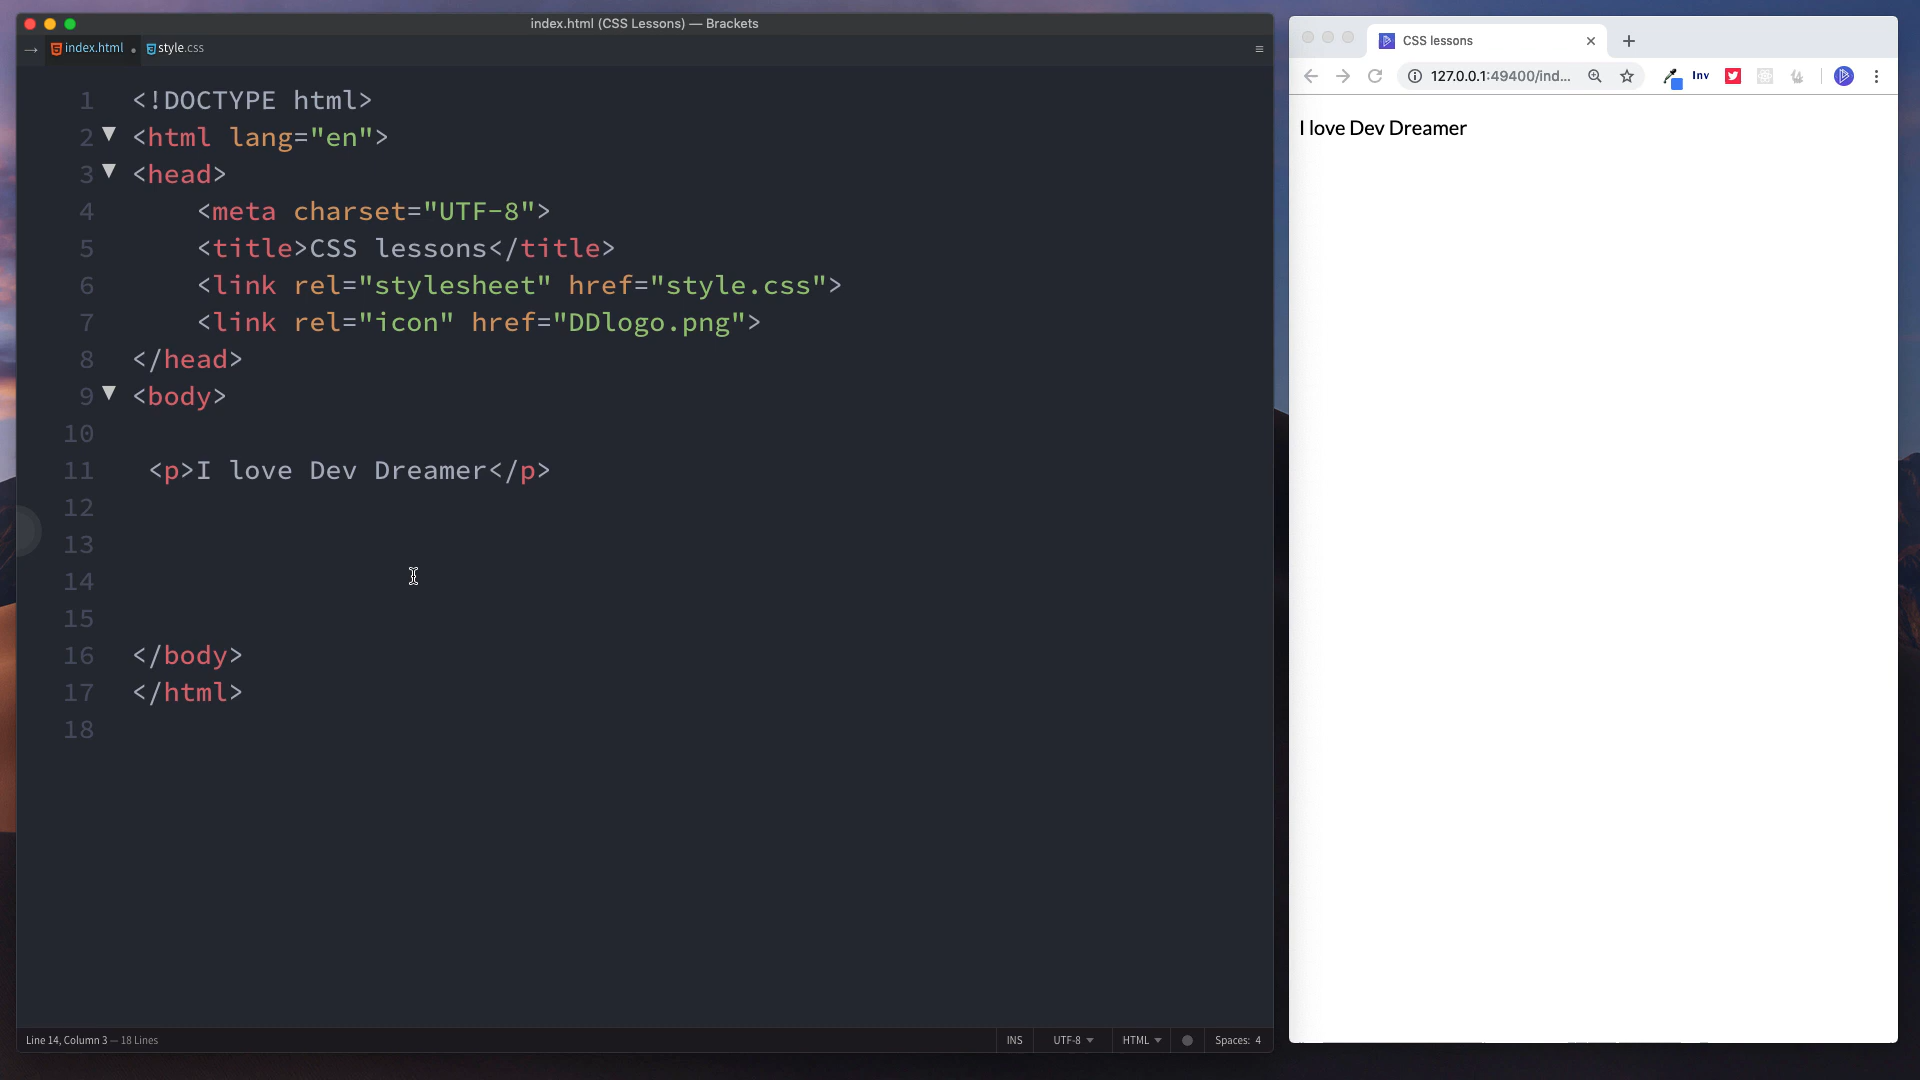 index.html (CSS Lessons) — Brackets
index.html
style.css
1 <!DOCTYPE html>
2 <html lang="en">
3 <head>
4 <meta charset="UTF-8">
5 <title>CSS lessons</title>
6 <link rel="stylesheet" href="style.css">
7 <link rel="icon" href="DDlogo.png">
8 </head>
9 <body>
10
11 <p>I love Dev Dreamer</p>
12
13
14
15
16 </body>
17 </html>
18
Line 14, Column 3 — 18 Lines
INS
UTF-8
HTML
Spaces: 4
CSS lessons
127.0.0.1:49400/ind...
Inv
I love Dev Dreamer